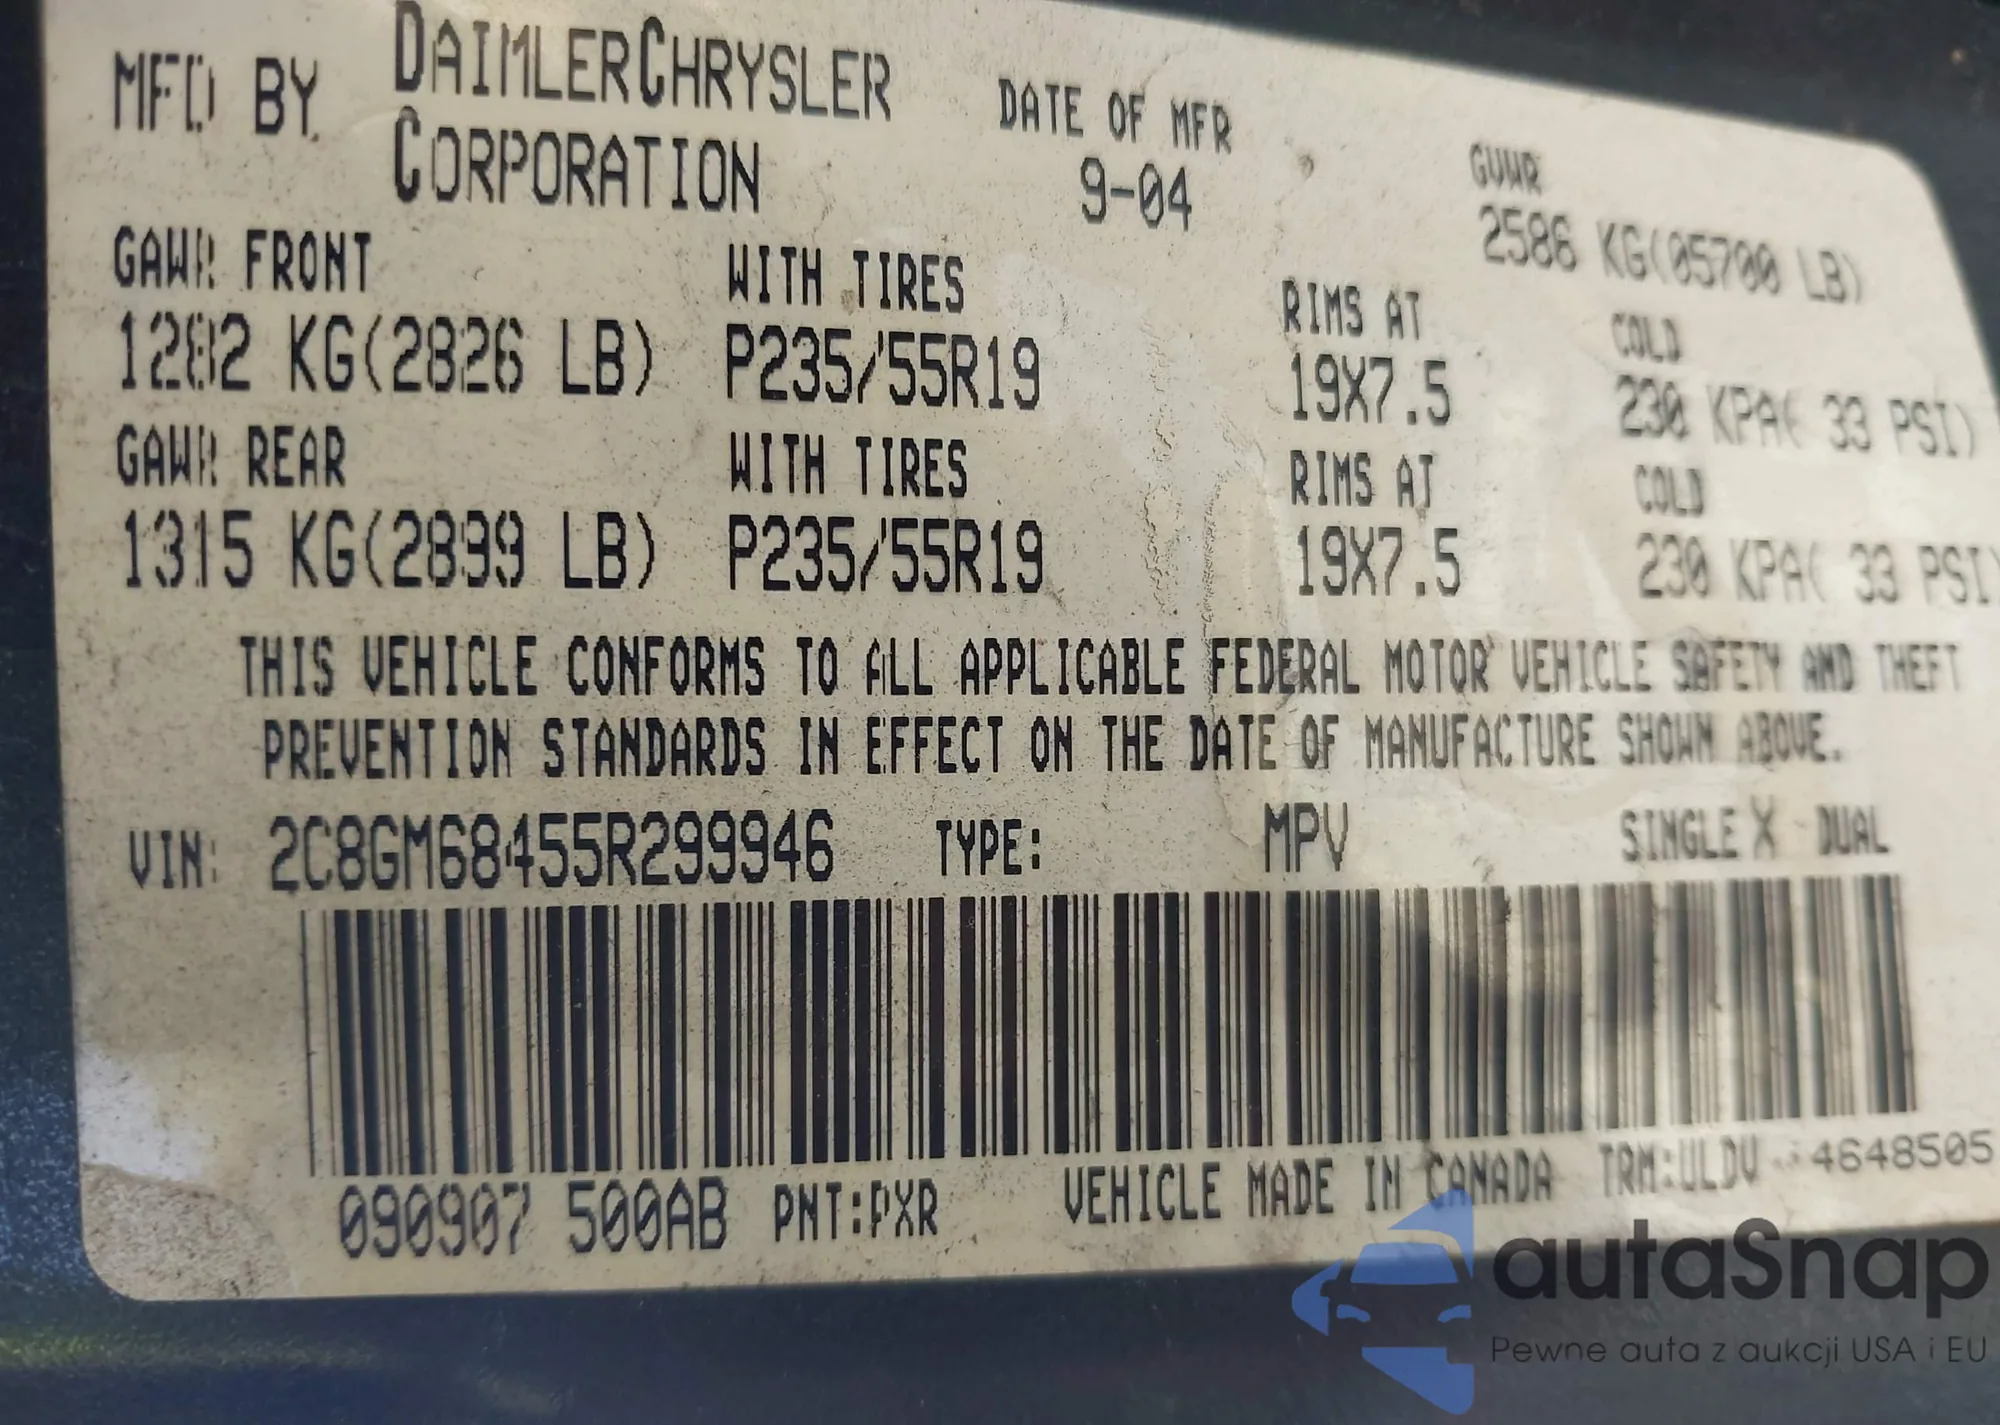 MFD BY DAIMLERCHRYSLER CORPORATION DATE OF MFR 9-04
GVWR
2586 KG(05700 LB)
GAWR FRONT WITH TIRES RIMS AT COLD
1282 KG(2826 LB) P235/55R19 19X7.5 230 KPA( 33 PSI)
GAWR REAR WITH TIRES RIMS AT COLD
1315 KG(2899 LB) P235/55R19 19X7.5 230 KPA( 33 PSI)
THIS VEHICLE CONFORMS TO ALL APPLICABLE FEDERAL MOTOR VEHICLE SAFETY AND THEFT
PREVENTION STANDARDS IN EFFECT ON THE DATE OF MANUFACTURE SHOWN ABOVE.
VIN: 2C8GM68455R299946 TYPE: MPV SINGLE X DUAL
090907 500AB PNT:PXR VEHICLE MADE IN CANADA TRM:ULDV 4648505
autaSnap
Pewne auta z aukcji USA i EU